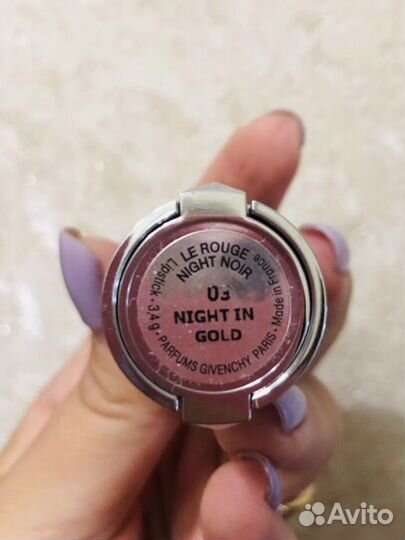 LE ROUGE
NIGHT NOIR
03
NIGHT IN
GOLD
Lipstick · 3,4 g · PARFUMS GIVENCHY PARIS · Made in France
Avito